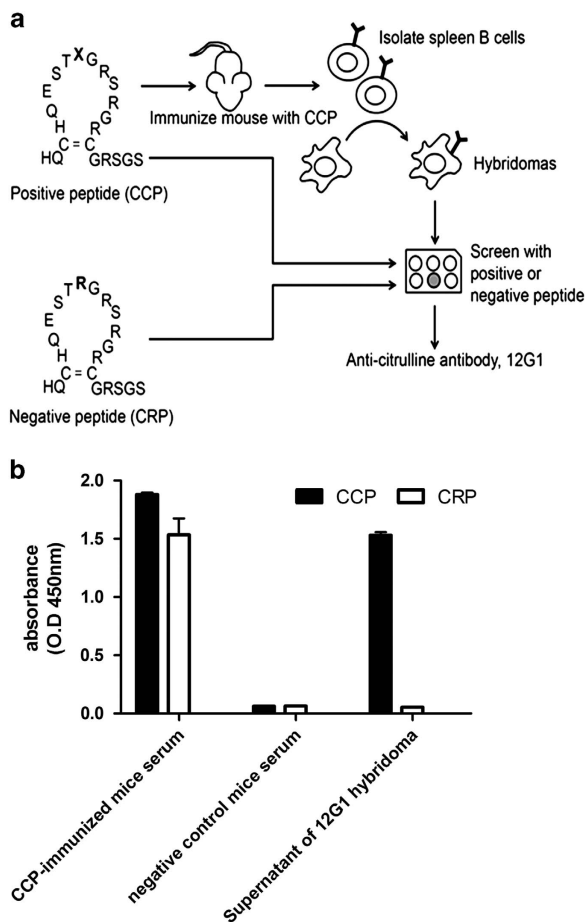 a
S T X G R S R G R C = C H Q E
HQ
GRSGS
Positive peptide (CCP)
Immunize mouse with CCP
Isolate spleen B cells
Hybridomas
Screen with
positive or
negative peptide
Anti-citrulline antibody, 12G1
S T R G R S R G R C = C H Q E
HQ
GRSGS
Negative peptide (CRP)
b
CCP
CRP
absorbance
(O.D 450nm)
2.0
1.5
1.0
0.5
0.0
CCP-immunized mice serum
negative control mice serum
Supernatant of 12G1 hybridoma